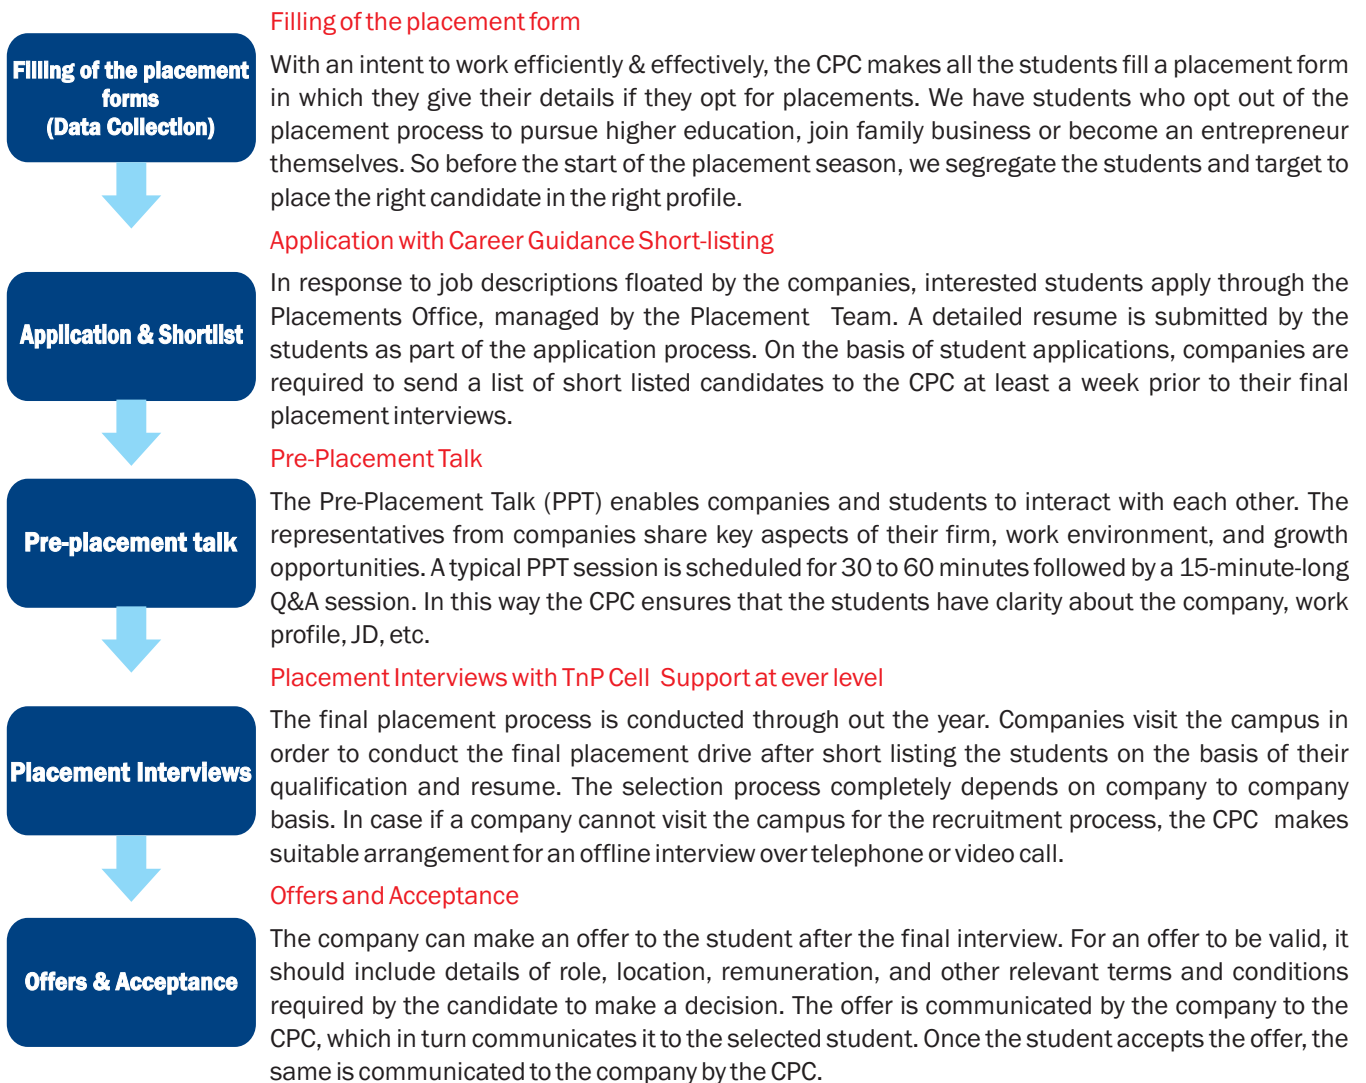 Filling of the placement form
Filling of the placement
forms
(Data Collection)
With an intent to work efficiently & effectively, the CPC makes all the students fill a placement form
in which they give their details if they opt for placements. We have students who opt out of the
placement process to pursue higher education, join family business or become an entrepreneur
themselves. So before the start of the placement season, we segregate the students and target to
place the right candidate in the right profile.
Application with Career Guidance Short-listing
Application & Shortlist
In response to job descriptions floated by the companies, interested students apply through the
Placements Office, managed by the Placement Team. A detailed resume is submitted by the
students as part of the application process. On the basis of student applications, companies are
required to send a list of short listed candidates to the CPC at least a week prior to their final
placement interviews.
Pre-Placement Talk
Pre-placement talk
The Pre-Placement Talk (PPT) enables companies and students to interact with each other. The
representatives from companies share key aspects of their firm, work environment, and growth
opportunities. A typical PPT session is scheduled for 30 to 60 minutes followed by a 15-minute-long
Q&A session. In this way the CPC ensures that the students have clarity about the company, work
profile, JD, etc.
Placement Interviews with TnP Cell Support at ever level
Placement Interviews
The final placement process is conducted through out the year. Companies visit the campus in
order to conduct the final placement drive after short listing the students on the basis of their
qualification and resume. The selection process completely depends on company to company
basis. In case if a company cannot visit the campus for the recruitment process, the CPC makes
suitable arrangement for an offline interview over telephone or video call.
Offers and Acceptance
Offers & Acceptance
The company can make an offer to the student after the final interview. For an offer to be valid, it
should include details of role, location, remuneration, and other relevant terms and conditions
required by the candidate to make a decision. The offer is communicated by the company to the
CPC, which in turn communicates it to the selected student. Once the student accepts the offer, the
same is communicated to the company by the CPC.